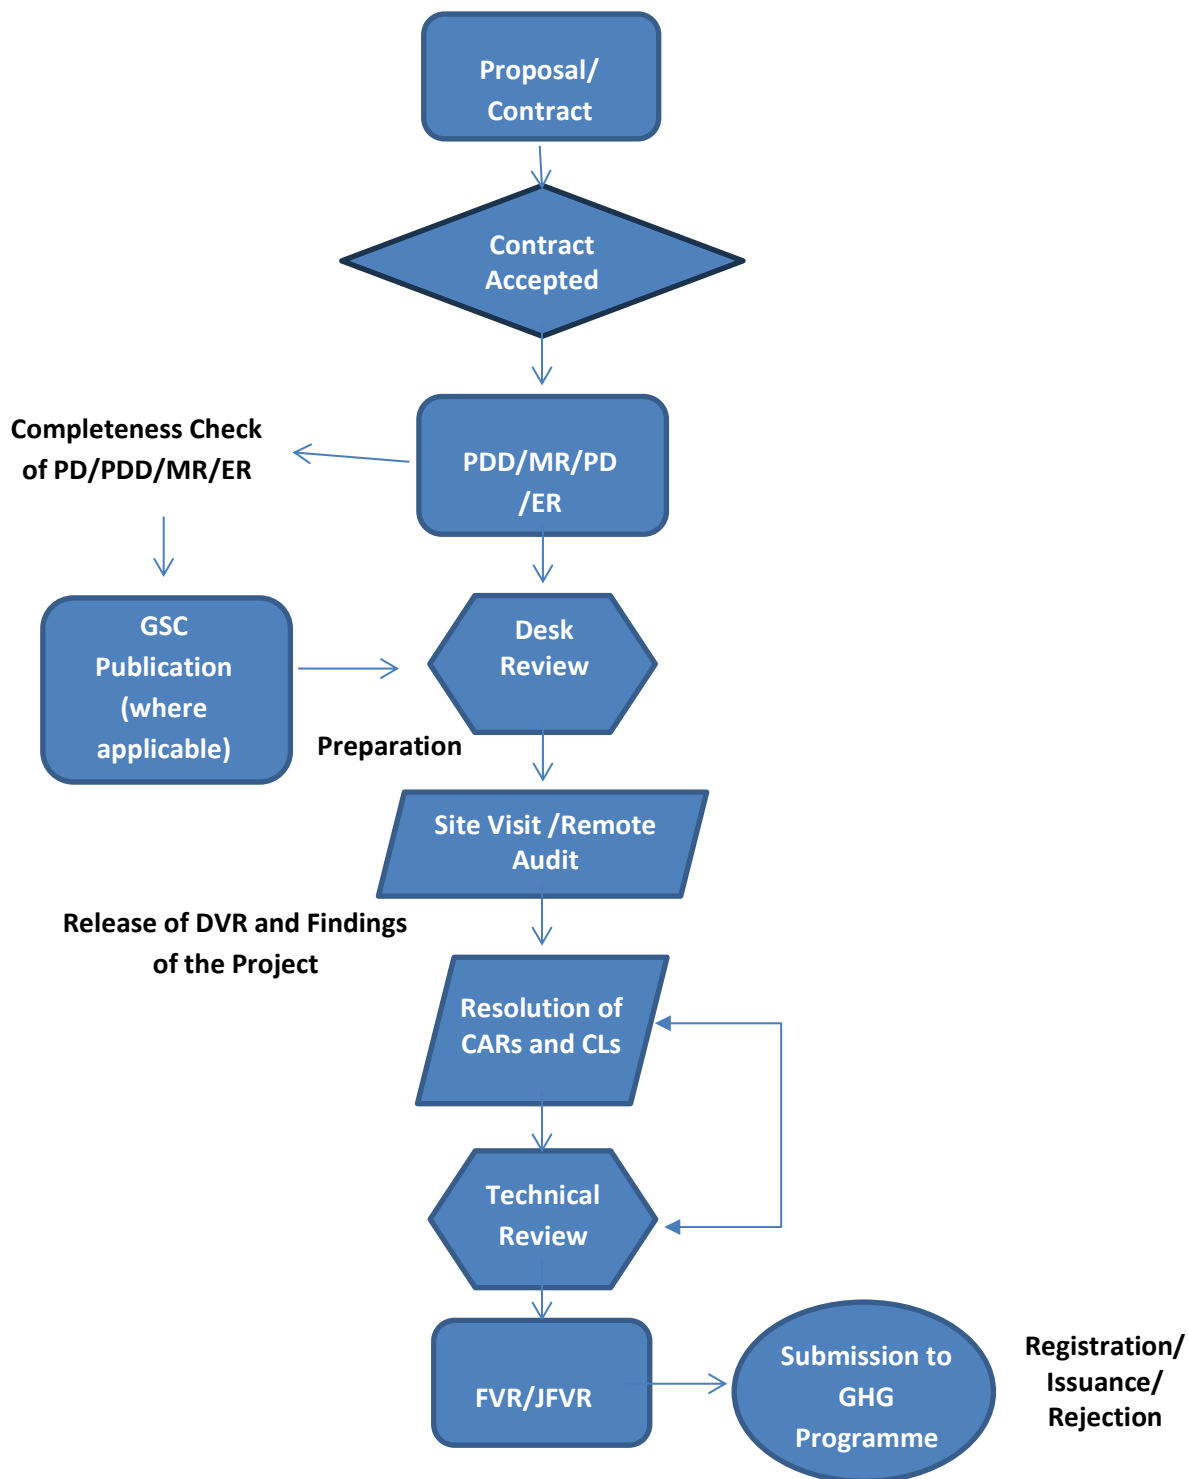 Proposal/
Contract
Contract
Accepted
Completeness Check
of PD/PDD/MR/ER
PDD/MR/PD
/ER
GSC
Publication
(where
applicable)
Desk
Review
Preparation
Site Visit /Remote
Audit
Release of DVR and Findings
of the Project
Resolution of
CARs and CLs
Technical
Review
FVR/JFVR
Submission to
GHG
Programme
Registration/
Issuance/
Rejection